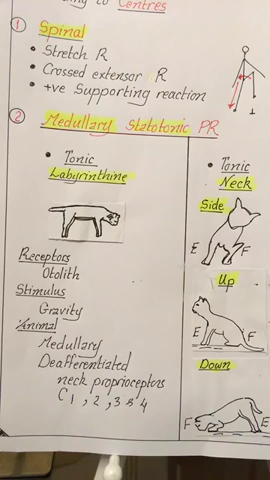 to Centres
① Spinal
• Stretch R
• Crossed extensor R
• +ve Supporting reaction
② Medullary Statotonic PR
• Tonic
Labyrinthine
Receptors
Otolith
Stimulus
Gravity
Animal
Medullary
Deafferentiated
neck proprioceptors
C 1, 2, 3 & 4
• Tonic
Neck
Side
E F
Up
E F
Down
F E